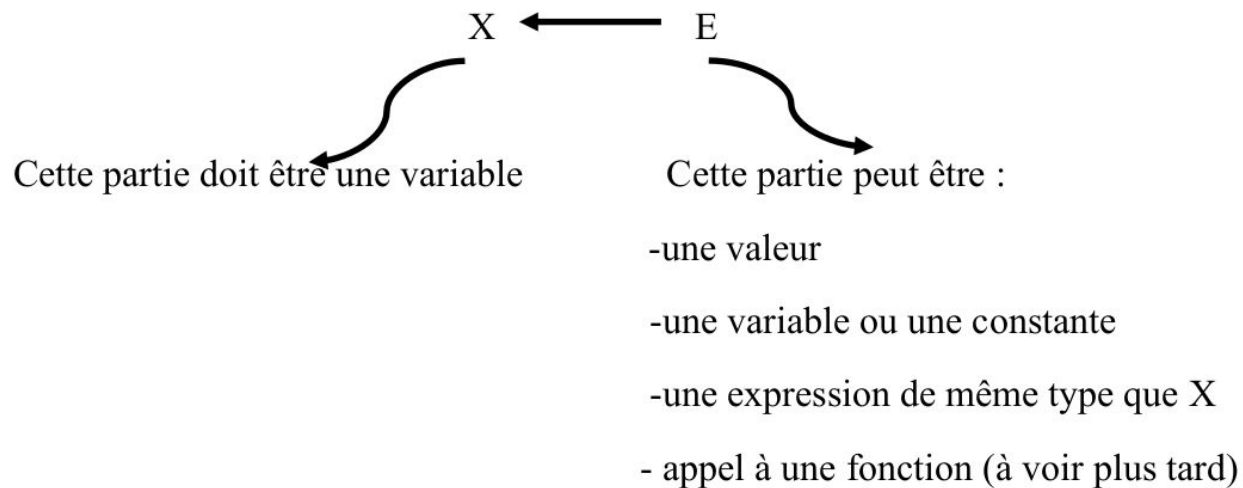 X E
Cette partie doit être une variable
Cette partie peut être :
-une valeur
-une variable ou une constante
-une expression de même type que X
- appel à une fonction (à voir plus tard)